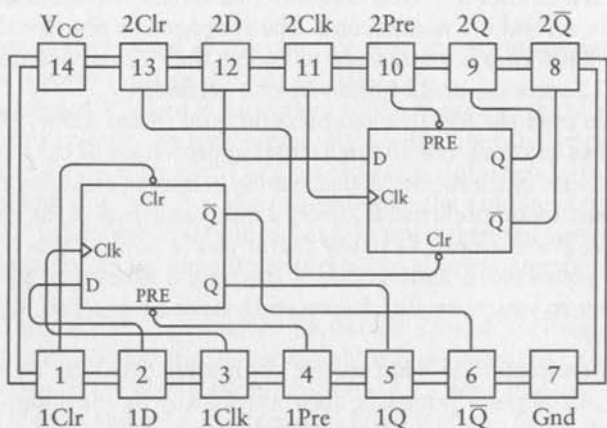 V_CC 2Clr 2D 2Clk 2Pre 2Q 2Q̅
14 13 12 11 10 9 8
PRE
D Q
Clr
Clk
Q̅ Q̅
Clk Clr
D Q
PRE
1 2 3 4 5 6 7
1Clr 1D 1Clk 1Pre 1Q 1Q̅ Gnd